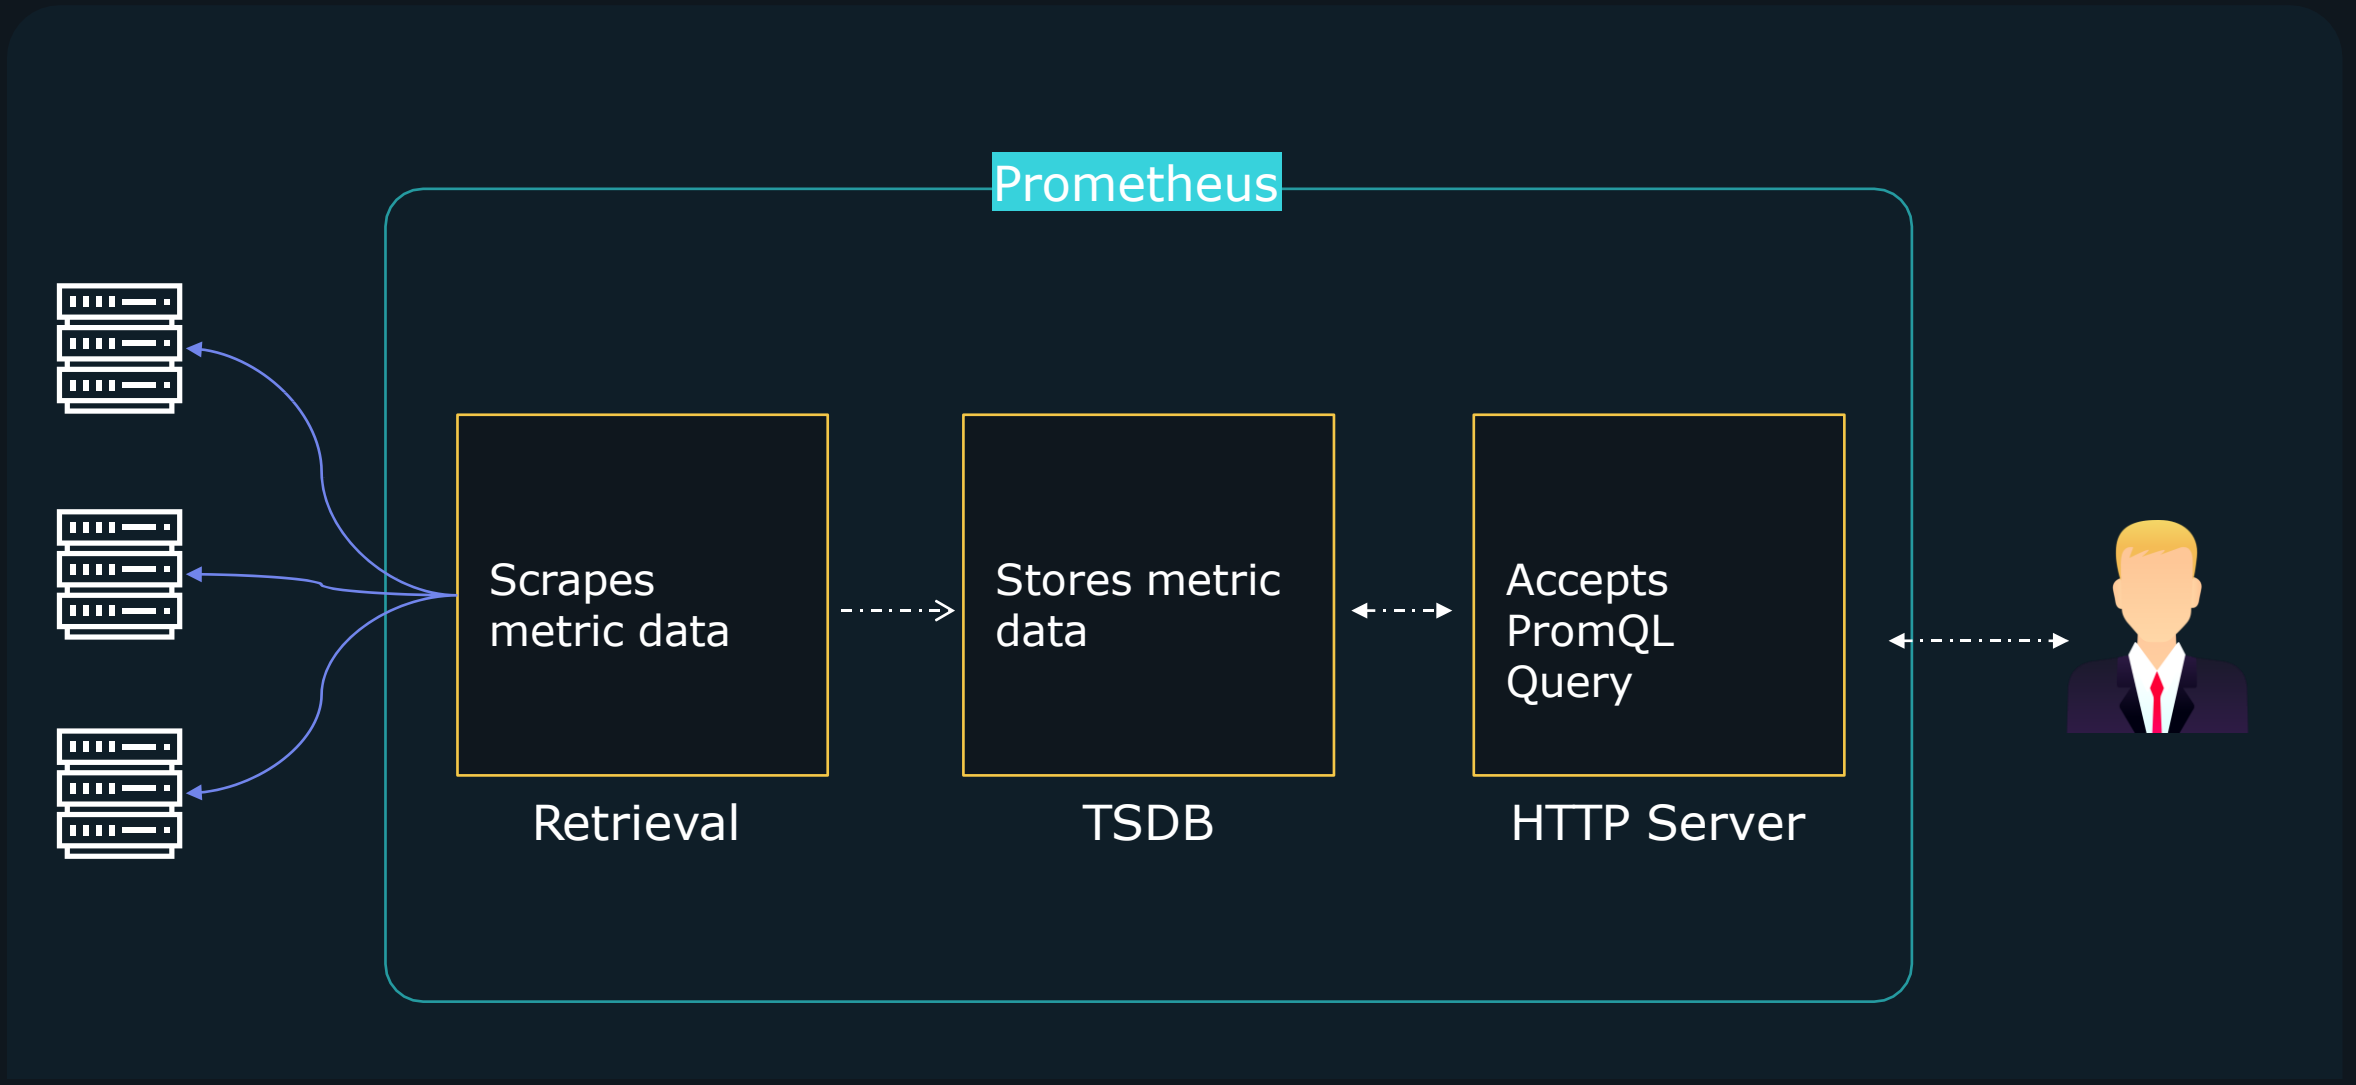 Prometheus
Scrapes
metric data
Stores metric
data
Accepts
PromQL
Query
Retrieval
TSDB
HTTP Server